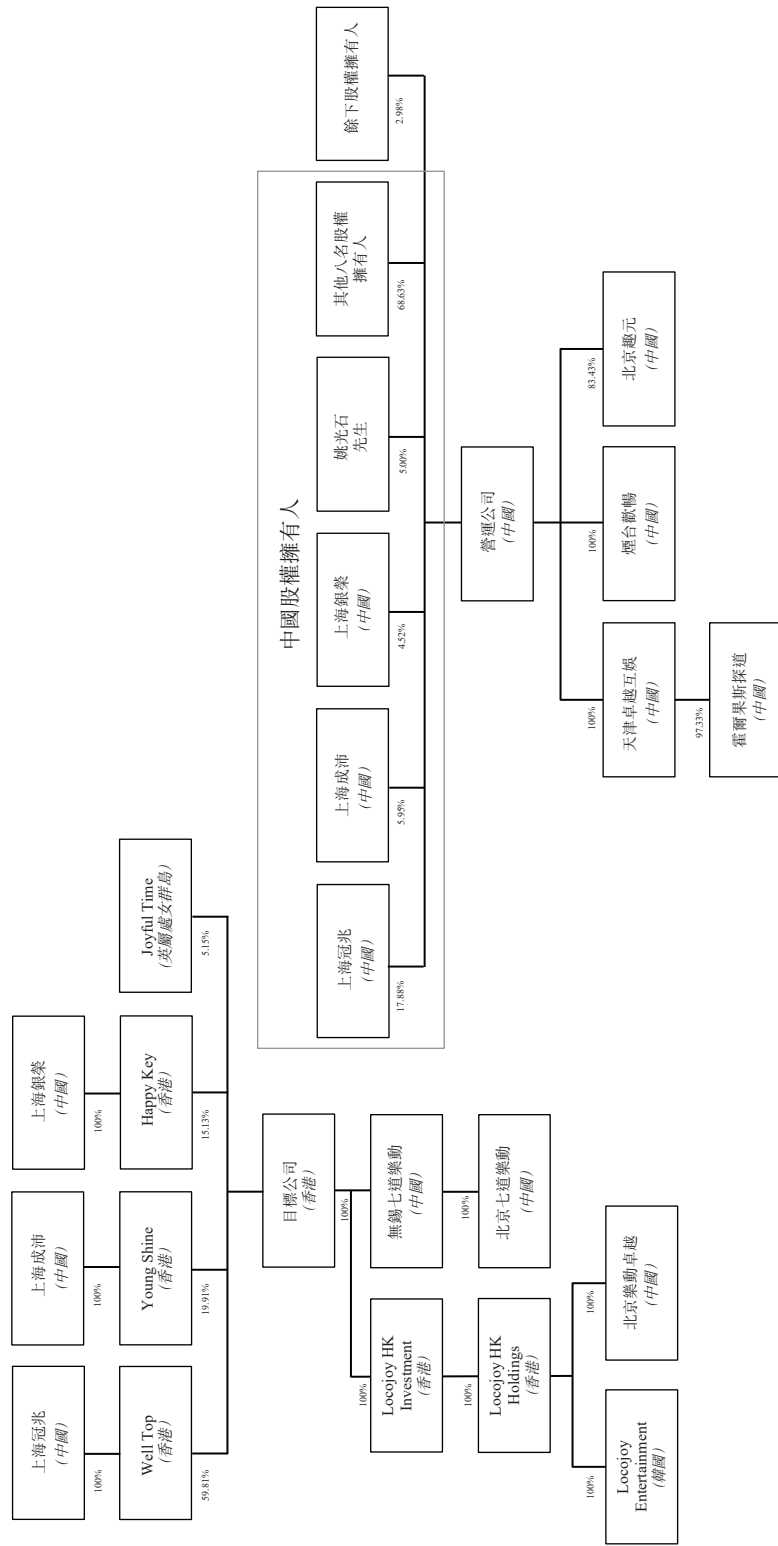 上海冠兆
(中國)
上海成沛
(中國)
上海銀榮
(中國)
100%
100%
100%
Well Top
(香港)
Young Shine
(香港)
Happy Key
(香港)
Joyful Time
(英屬處女群島)
59.81%
19.91%
15.13%
5.15%
目標公司
(香港)
100%
100%
Locojoy HK
Investment
(香港)
無錫七道樂動
(中國)
100%
100%
Locojoy HK
Holdings
(香港)
北京七道樂動
(中國)
100%
100%
Locojoy
Entertainment
(韓國)
北京樂動卓越
(中國)
中國股權擁有人
上海冠兆
(中國)
上海成沛
(中國)
上海銀榮
(中國)
姚光石
先生
其他八名股權
擁有人
餘下股權擁有人
17.88%
5.95%
4.52%
5.00%
68.63%
2.98%
營運公司
(中國)
100%
100%
83.43%
天津卓越互娛
(中國)
煙台歡暢
(中國)
北京趣元
(中國)
97.33%
霍爾果斯探道
(中國)